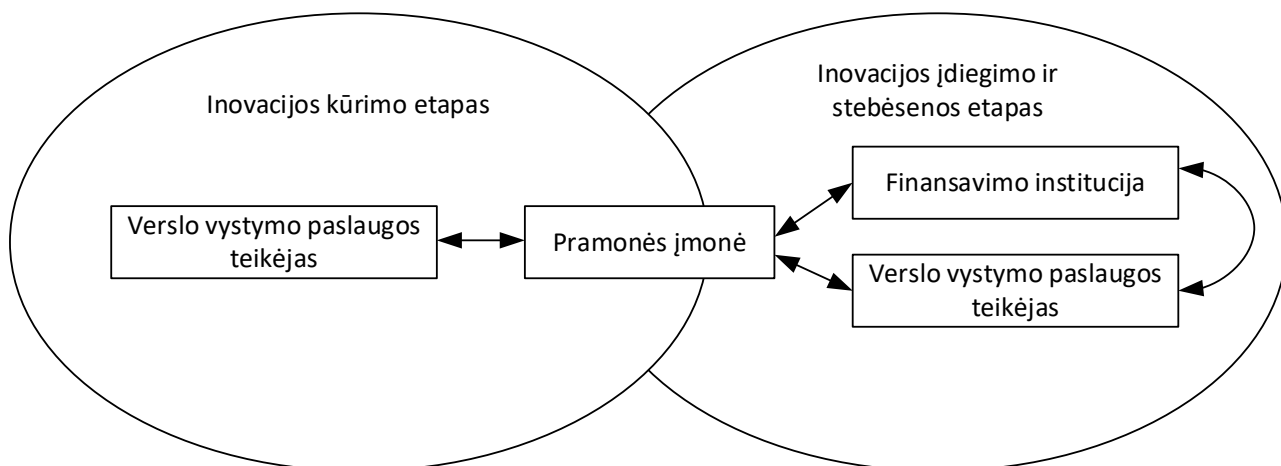 Inovacijos kūrimo etapas
Inovacijos įdiegimo ir
stebėsenos etapas
Verslo vystymo paslaugos
teikėjas
Pramonės įmonė
Finansavimo institucija
Verslo vystymo paslaugos
teikėjas